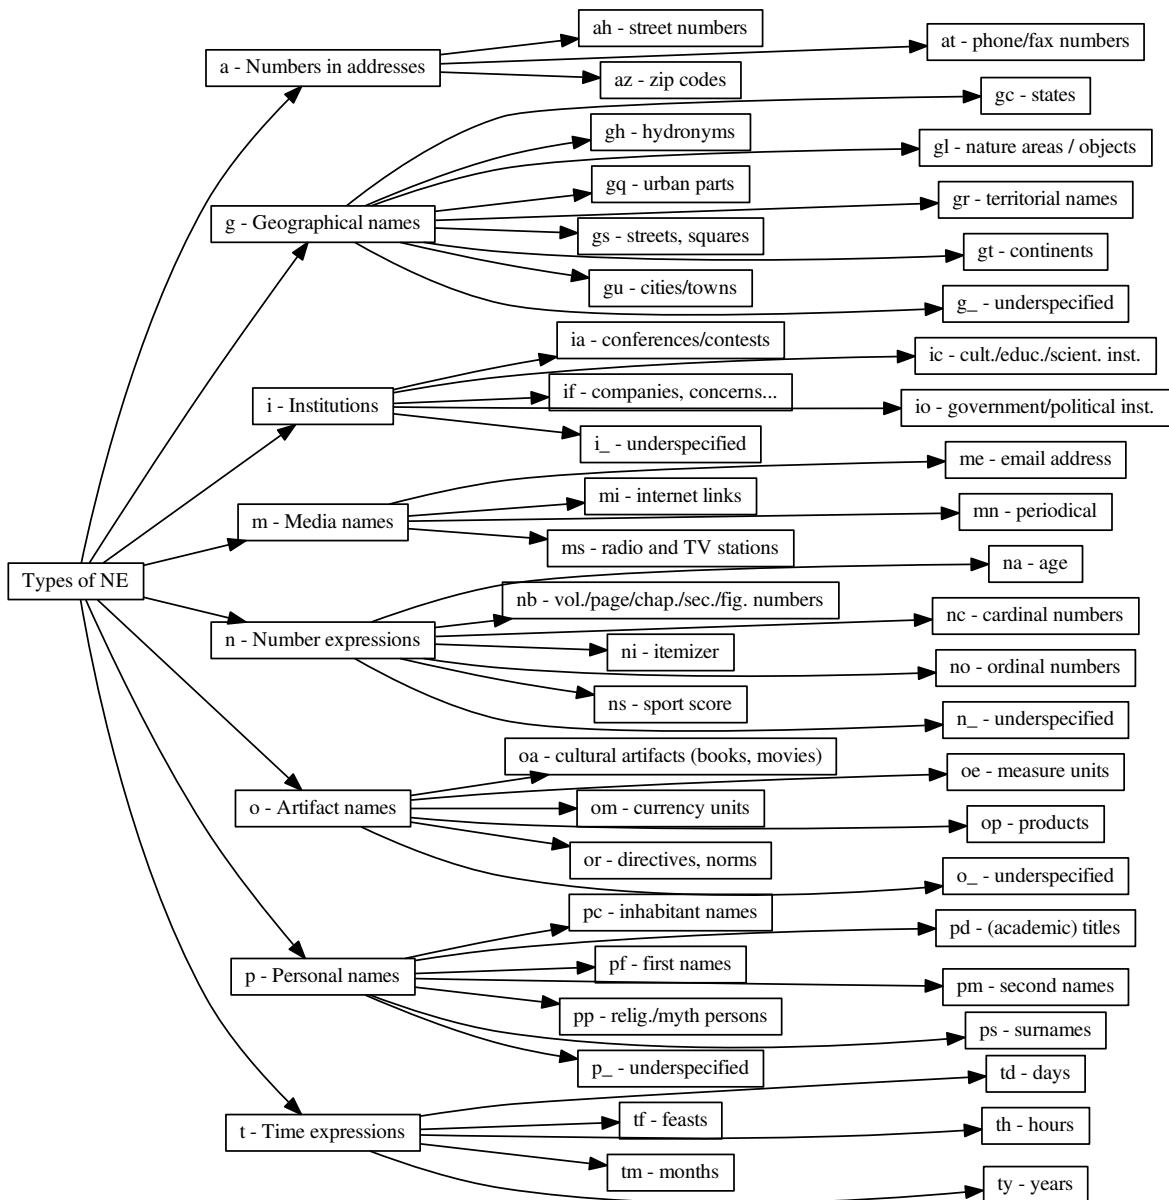 Types of NE
a - Numbers in addresses
ah - street numbers
at - phone/fax numbers
az - zip codes
g - Geographical names
gc - states
gh - hydronyms
gl - nature areas / objects
gq - urban parts
gr - territorial names
gs - streets, squares
gt - continents
gu - cities/towns
g_ - underspecified
i - Institutions
ia - conferences/contests
ic - cult./educ./scient. inst.
if - companies, concerns...
io - government/political inst.
i_ - underspecified
m - Media names
me - email address
mi - internet links
mn - periodical
ms - radio and TV stations
n - Number expressions
na - age
nb - vol./page/chap./sec./fig. numbers
nc - cardinal numbers
ni - itemizer
no - ordinal numbers
ns - sport score
n_ - underspecified
o - Artifact names
oa - cultural artifacts (books, movies)
oe - measure units
om - currency units
op - products
or - directives, norms
o_ - underspecified
p - Personal names
pc - inhabitant names
pd - (academic) titles
pf - first names
pm - second names
pp - relig./myth persons
ps - surnames
p_ - underspecified
t - Time expressions
td - days
tf - feasts
th - hours
tm - months
ty - years